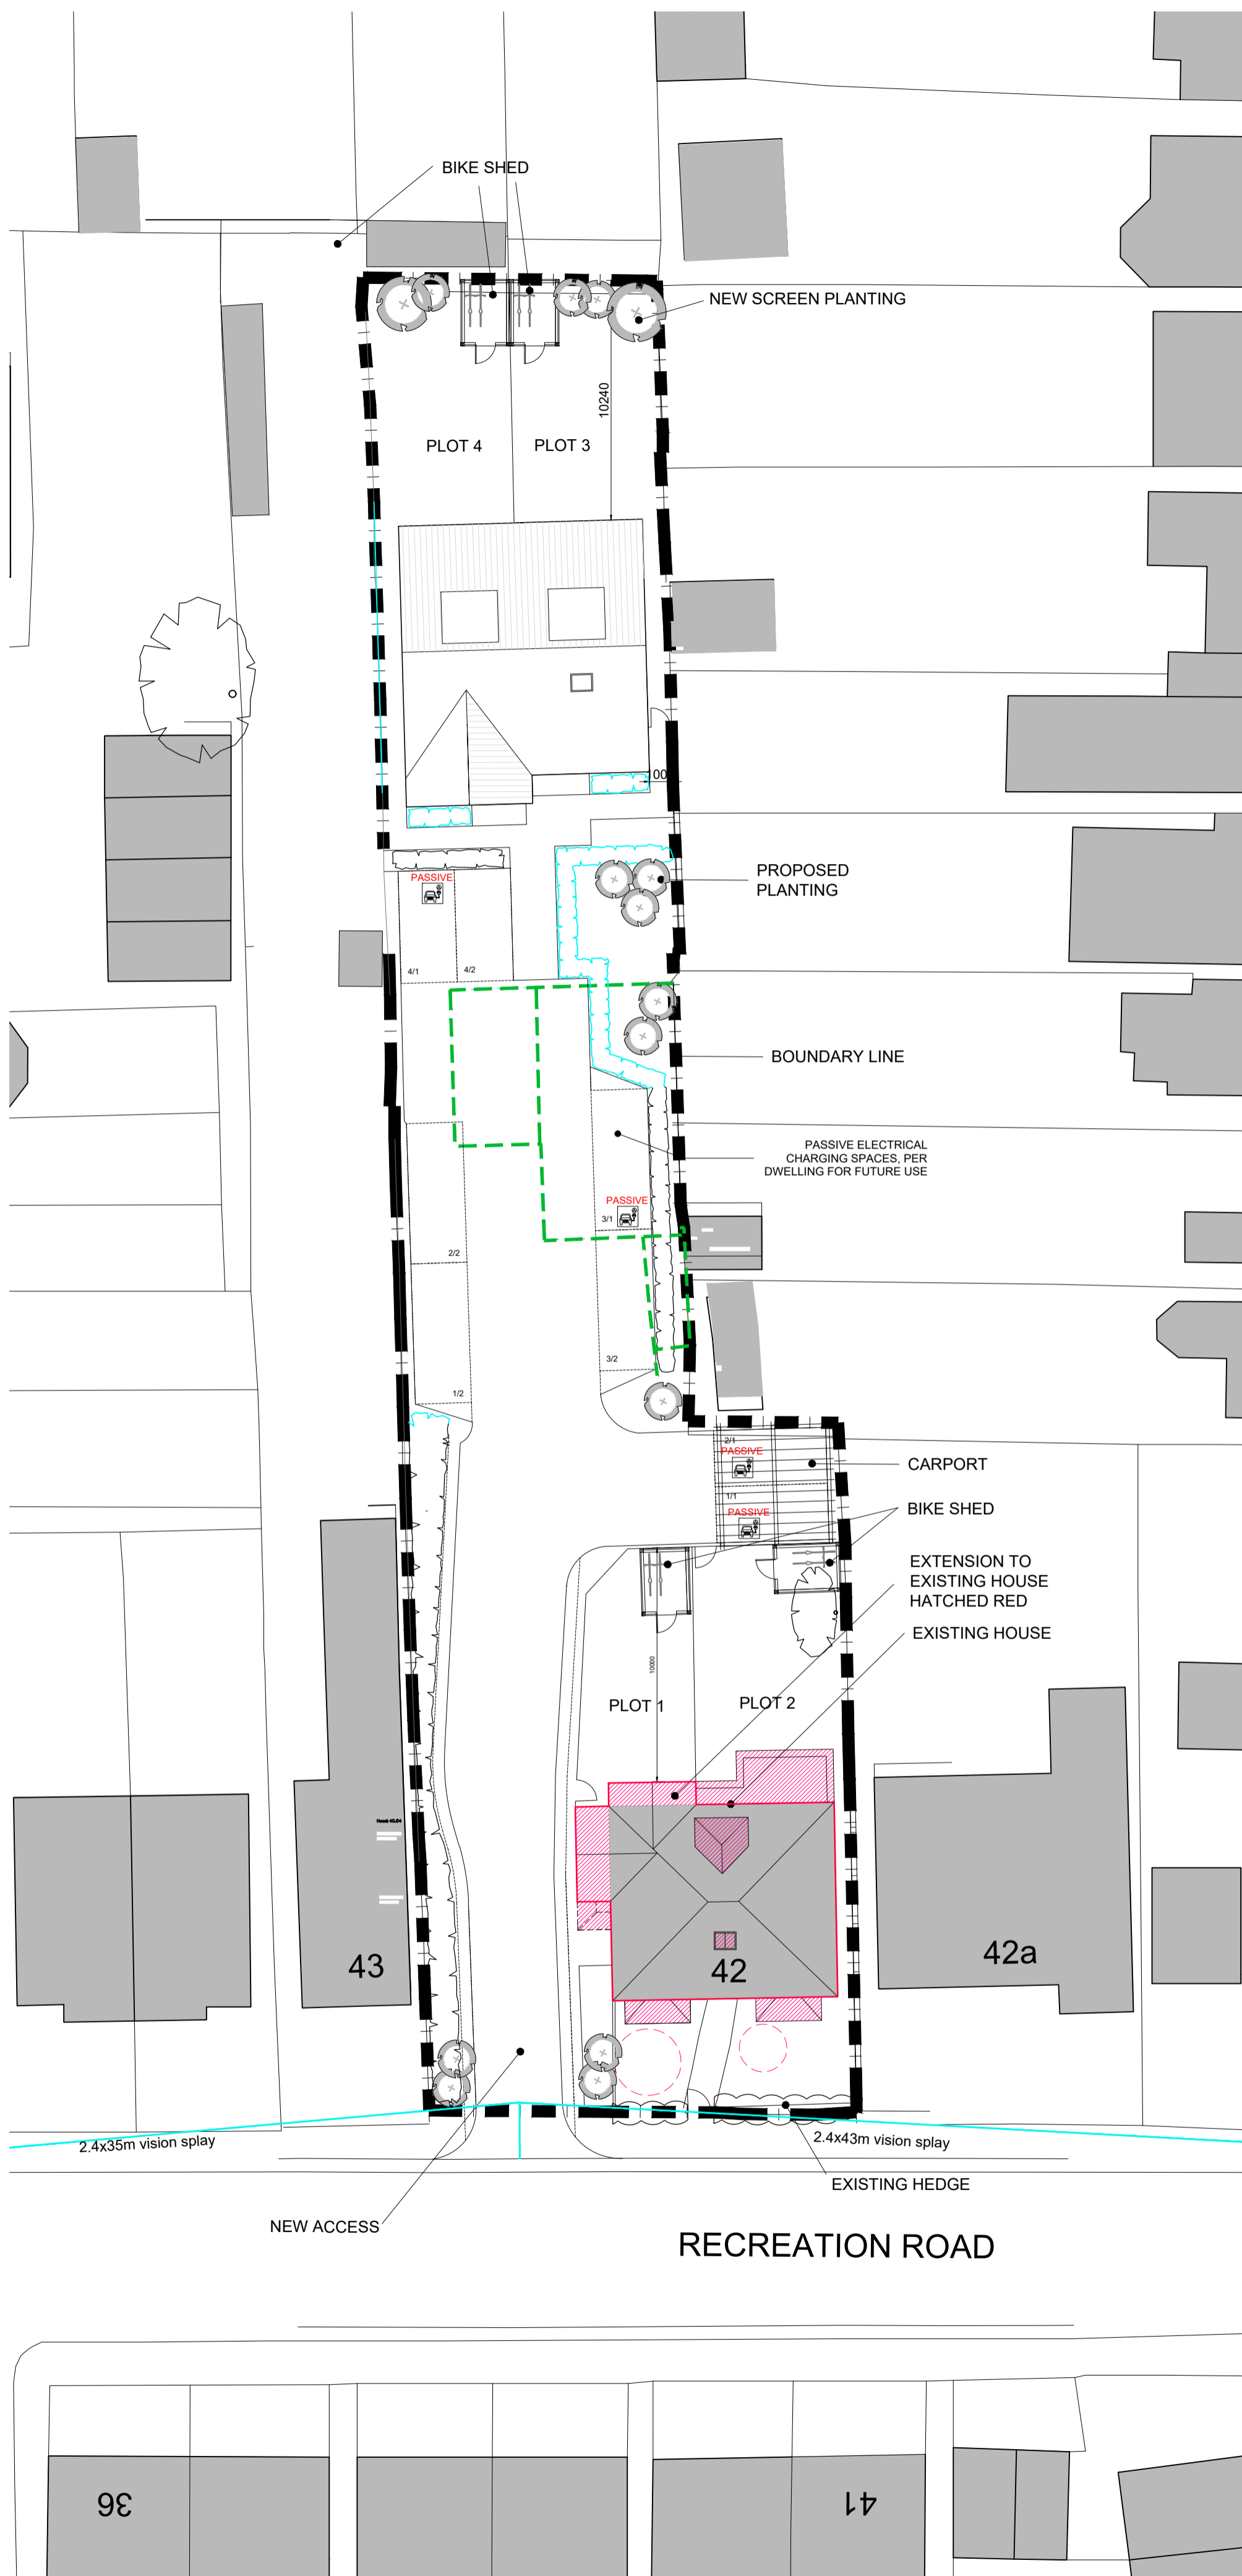 BIKE SHED
NEW SCREEN PLANTING
10240
PLOT 4
PLOT 3
PROPOSED
PLANTING
PASSIVE
4/1
4/2
BOUNDARY LINE
PASSIVE ELECTRICAL
CHARGING SPACES, PER
DWELLING FOR FUTURE USE
PASSIVE
3/1
2/2
3/2
1/2
2/1
PASSIVE
CARPORT
1/1
PASSIVE
BIKE SHED
EXTENSION TO
EXISTING HOUSE
HATCHED RED
EXISTING HOUSE
10000
PLOT 1
PLOT 2
43
42
42a
2.4x35m vision splay
2.4x43m vision splay
EXISTING HEDGE
NEW ACCESS
RECREATION ROAD
36
41